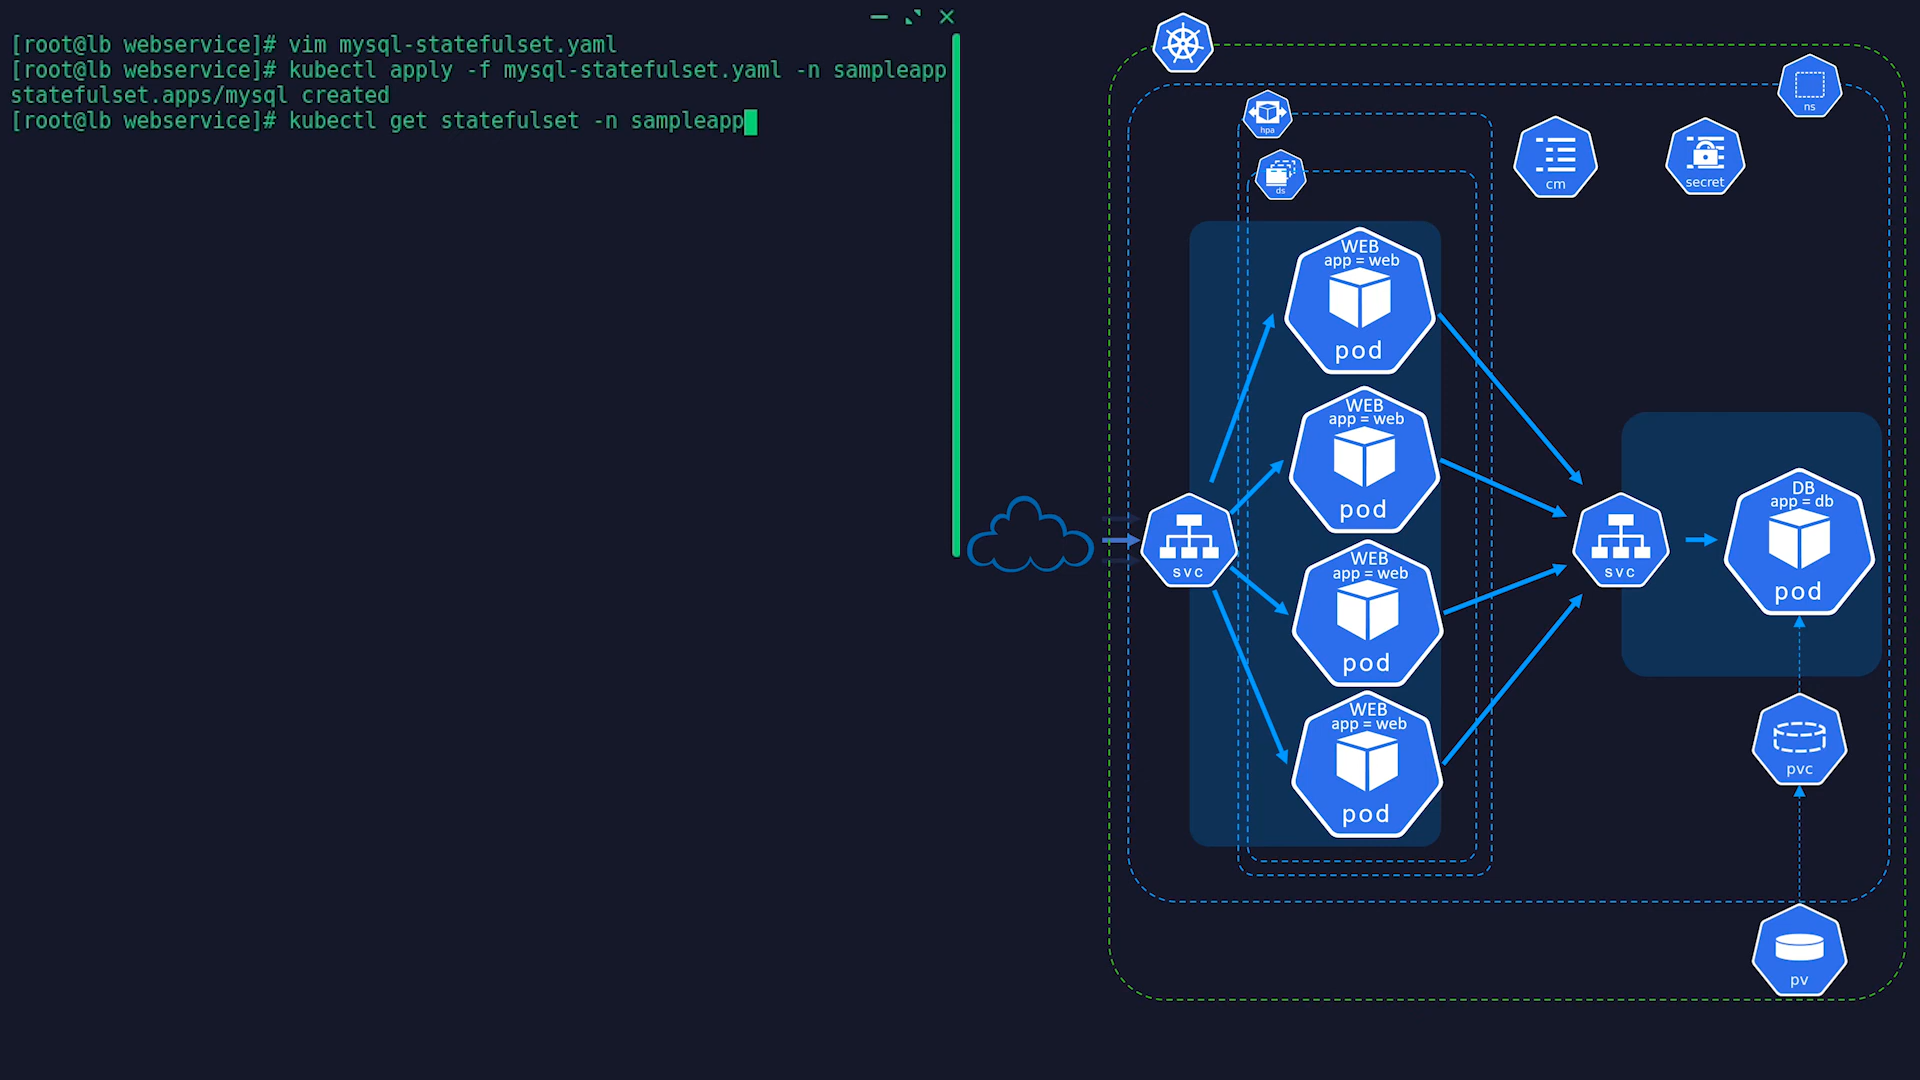 [root@lb webservice]# vim mysql-statefulset.yaml
[root@lb webservice]# kubectl apply -f mysql-statefulset.yaml -n sampleapp
statefulset.apps/mysql created
[root@lb webservice]# kubectl get statefulset -n sampleapp
ns
hpa
cm
secret
ds
WEB
app = web
pod
WEB
app = web
pod
svc
WEB
app = web
pod
WEB
app = web
pod
svc
DB
app = db
pod
pvc
pv